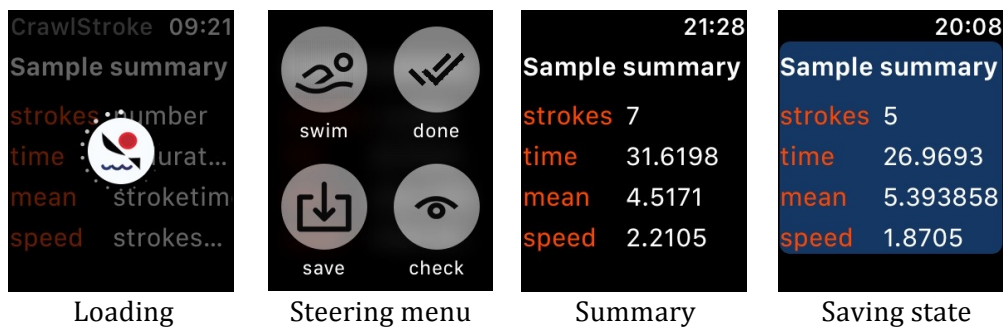 CrawlStroke 09:21
Sample summary
strokes number
time durat...
mean stroketim
speed strokes...
Loading
swim done
save check
Steering menu
21:28
Sample summary
strokes 7
time 31.6198
mean 4.5171
speed 2.2105
Summary
20:08
Sample summary
strokes 5
time 26.9693
mean 5.393858
speed 1.8705
Saving state